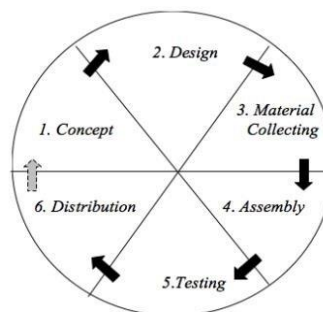 1. Concept
2. Design
3. Material
Collecting
4. Assembly
5.Testing
6. Distribution